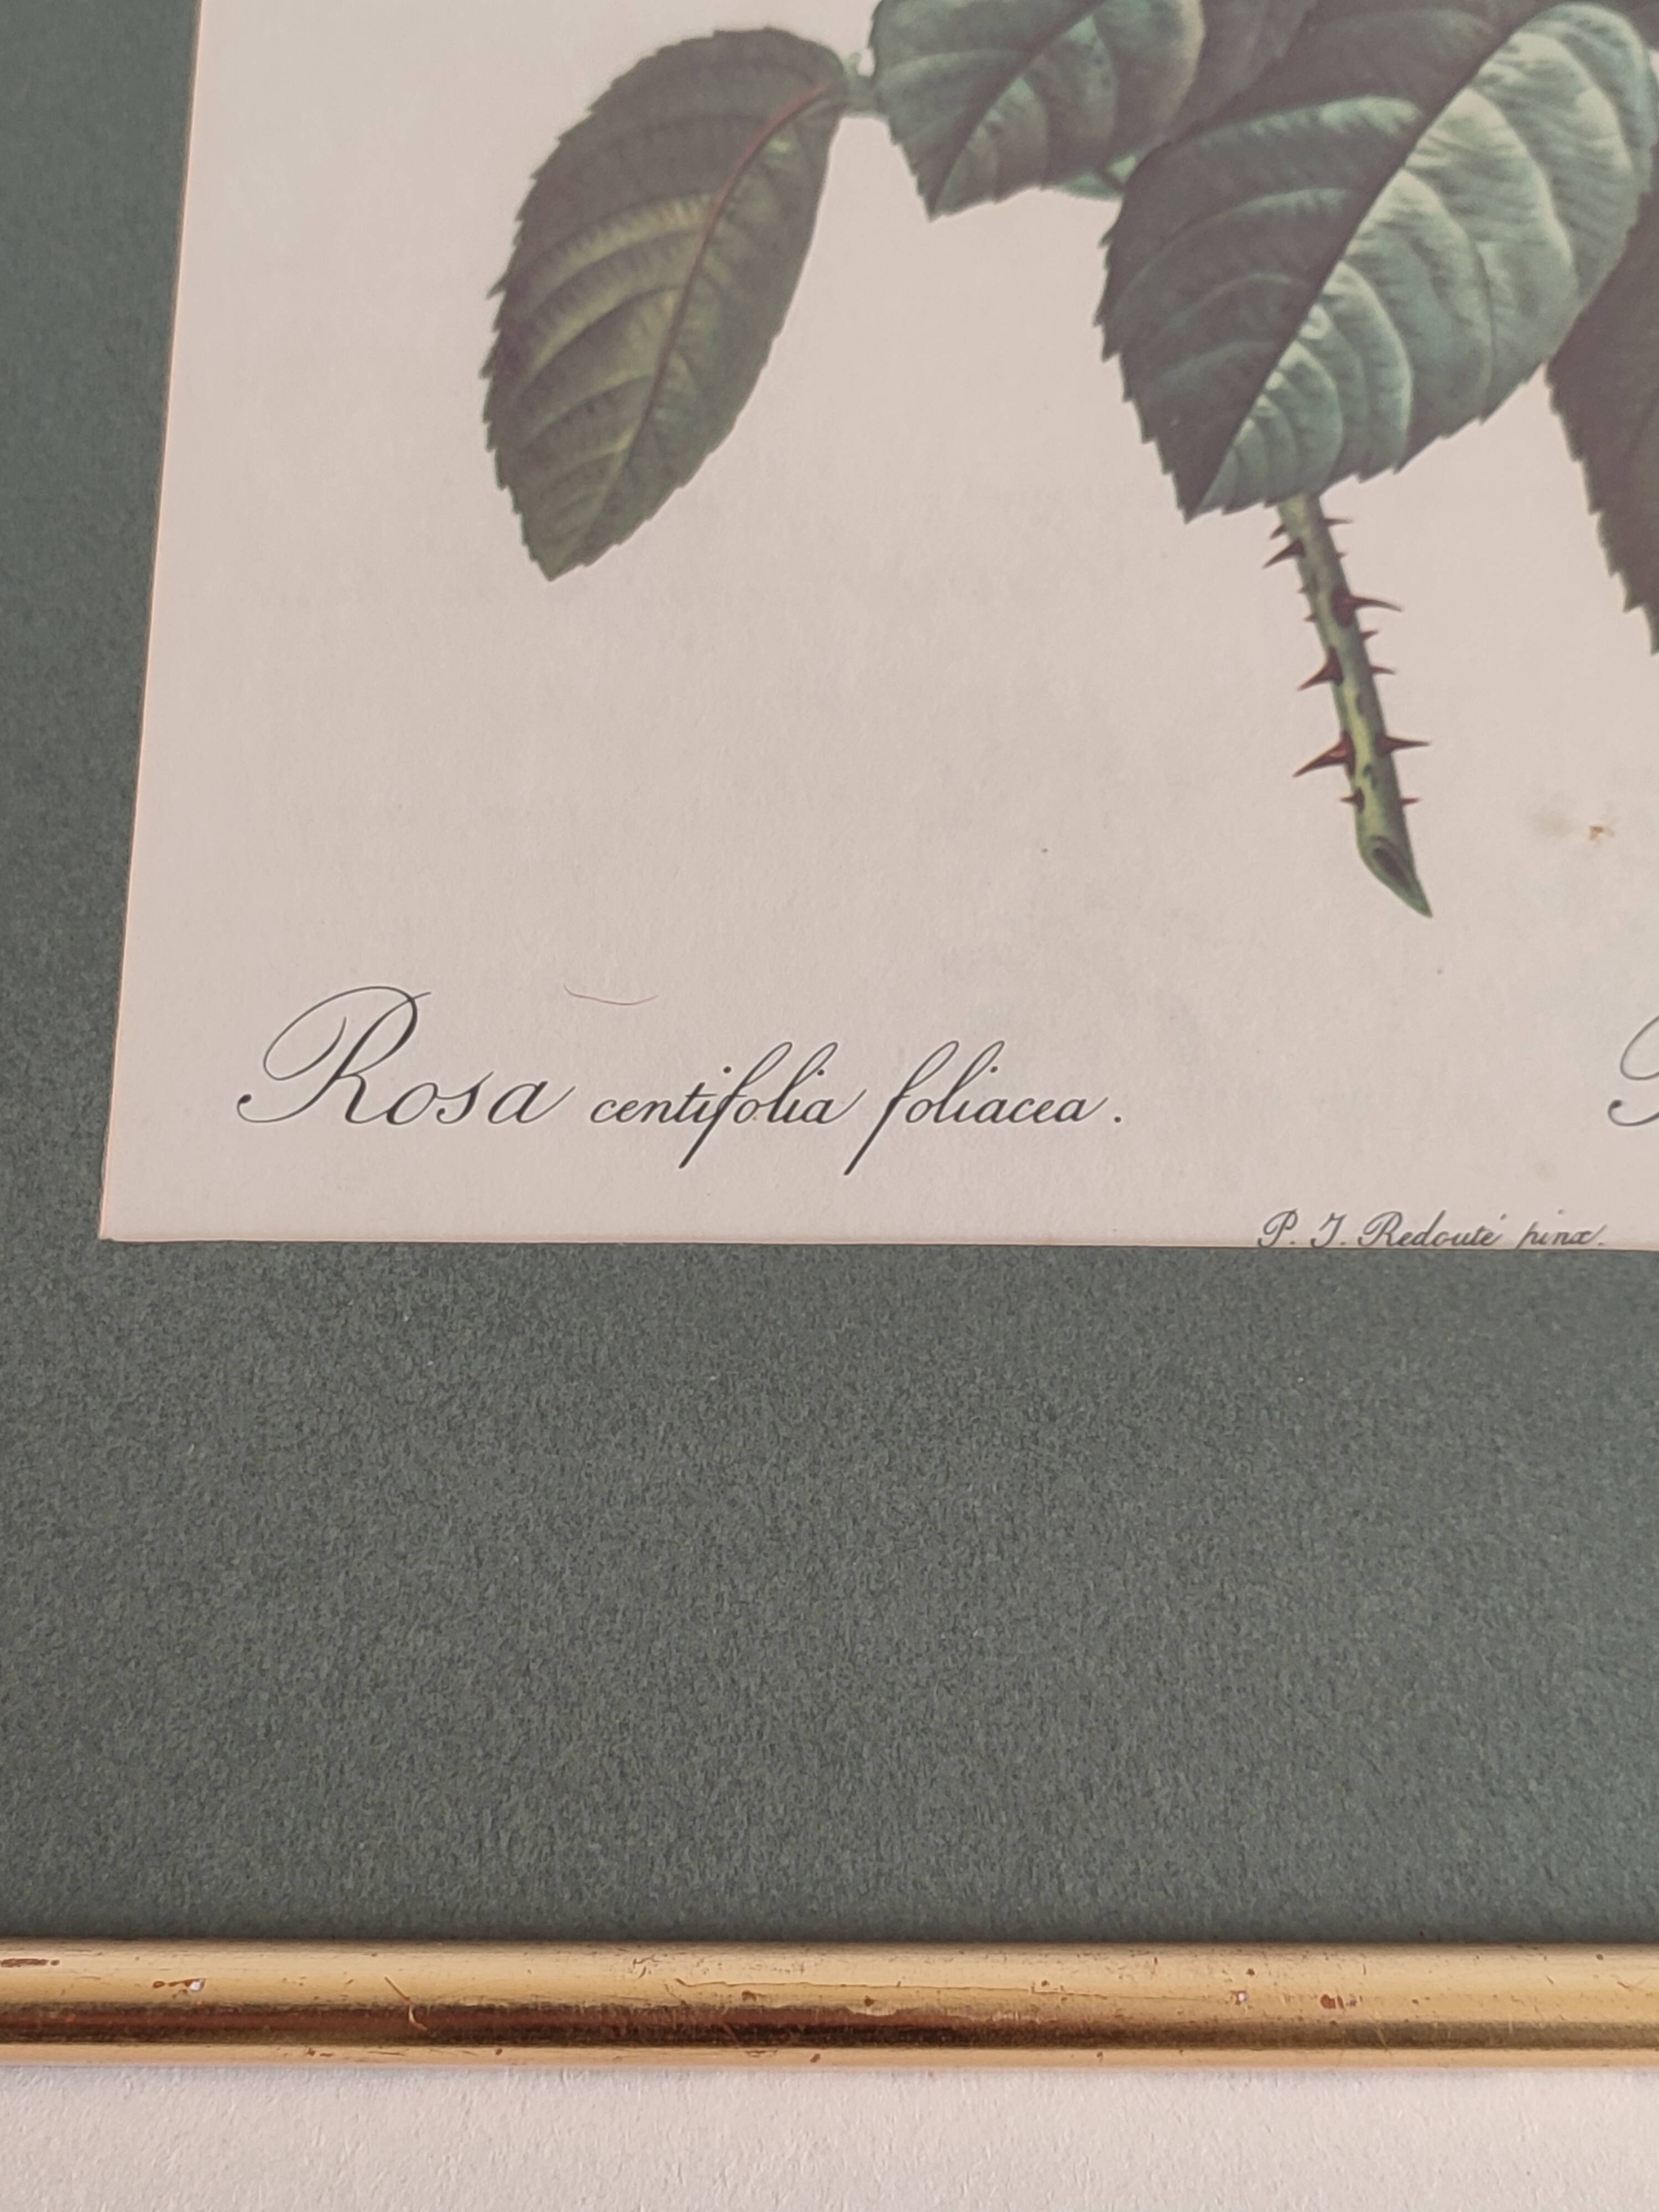 Rosa centifolia foliacea.
P. J. Redouté pinx.